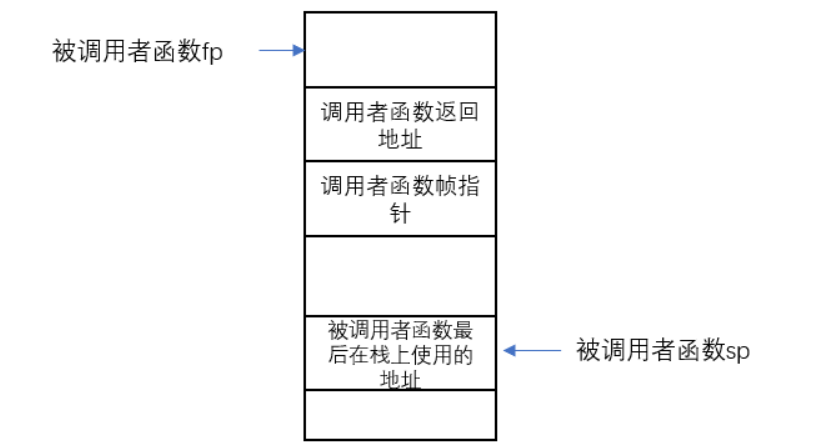 被调用者函数fp
调用者函数返回
地址
调用者函数帧指
针
被调用者函数最
后在栈上使用的
地址
被调用者函数sp